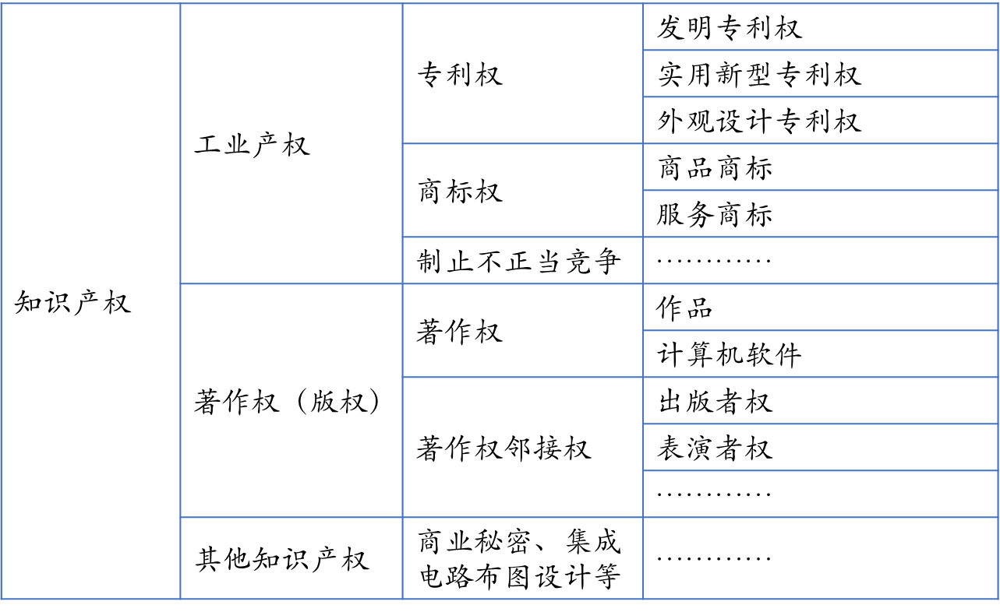 知识产权
工业产权
专利权
发明专利权
实用新型专利权
外观设计专利权
商标权
商品商标
服务商标
制止不正当竞争
…………
著作权（版权）
著作权
作品
计算机软件
著作权邻接权
出版者权
表演者权
…………
其他知识产权
商业秘密、集成
电路布图设计等
…………